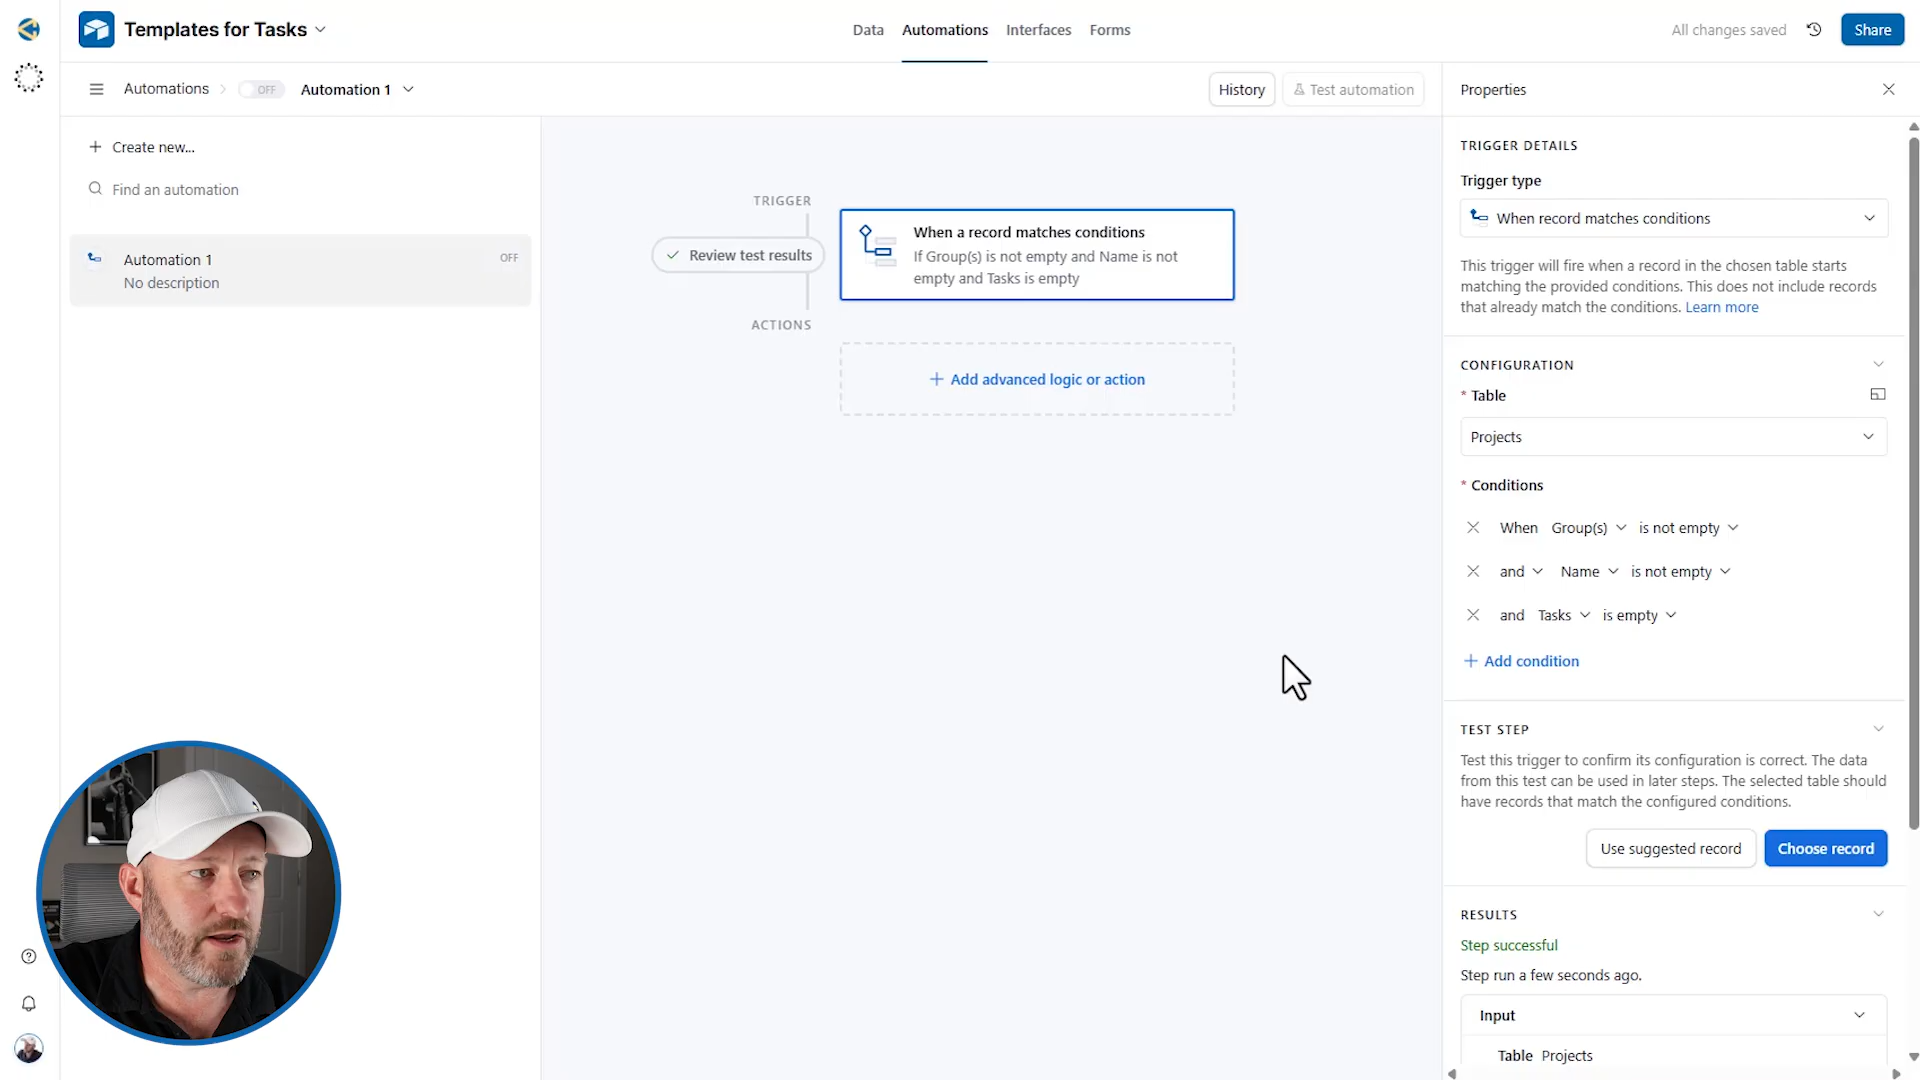 Templates for Tasks
Data
Automations
Interfaces
Forms
All changes saved
Share
Automations
OFF
Automation 1
History
Test automation
Properties
Create new...
Find an automation
Automation 1
OFF
No description
TRIGGER
Review test results
When a record matches conditions
If Group(s) is not empty and Name is not
empty and Tasks is empty
ACTIONS
Add advanced logic or action
TRIGGER DETAILS
Trigger type
When record matches conditions
This trigger will fire when a record in the chosen table starts
matching the provided conditions. This does not include records
that already match the conditions. Learn more
CONFIGURATION
* Table
Projects
* Conditions
When Group(s) is not empty
and Name is not empty
and Tasks is empty
Add condition
TEST STEP
Test this trigger to confirm its configuration is correct. The data
from this test can be used in later steps. The selected table should
have records that match the configured conditions.
Use suggested record
Choose record
RESULTS
Step successful
Step run a few seconds ago.
Input
Table Projects